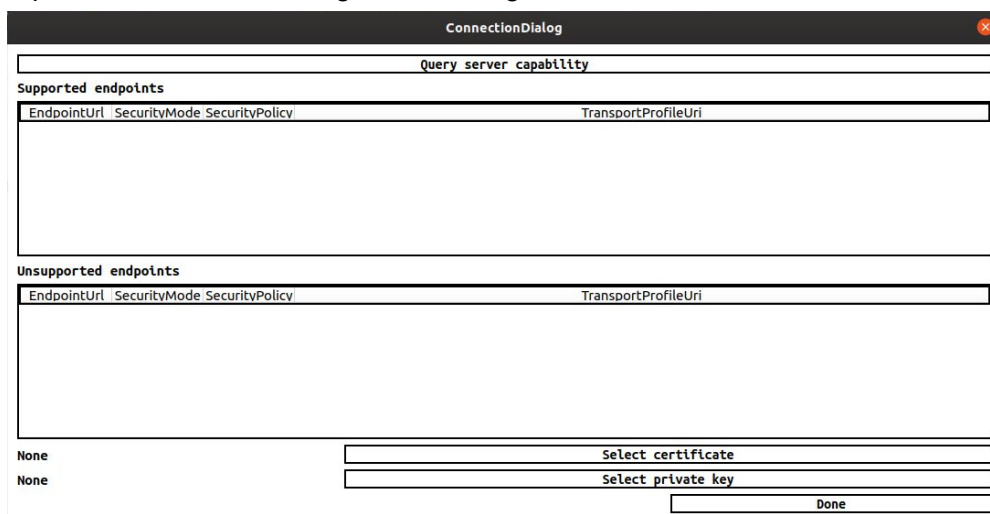 ConnectionDialog
Query server capability
Supported endpoints
EndpointUrl SecurityMode SecurityPolicy TransportProfileUri
Unsupported endpoints
EndpointUrl SecurityMode SecurityPolicy TransportProfileUri
None Select certificate
None Select private key
Done